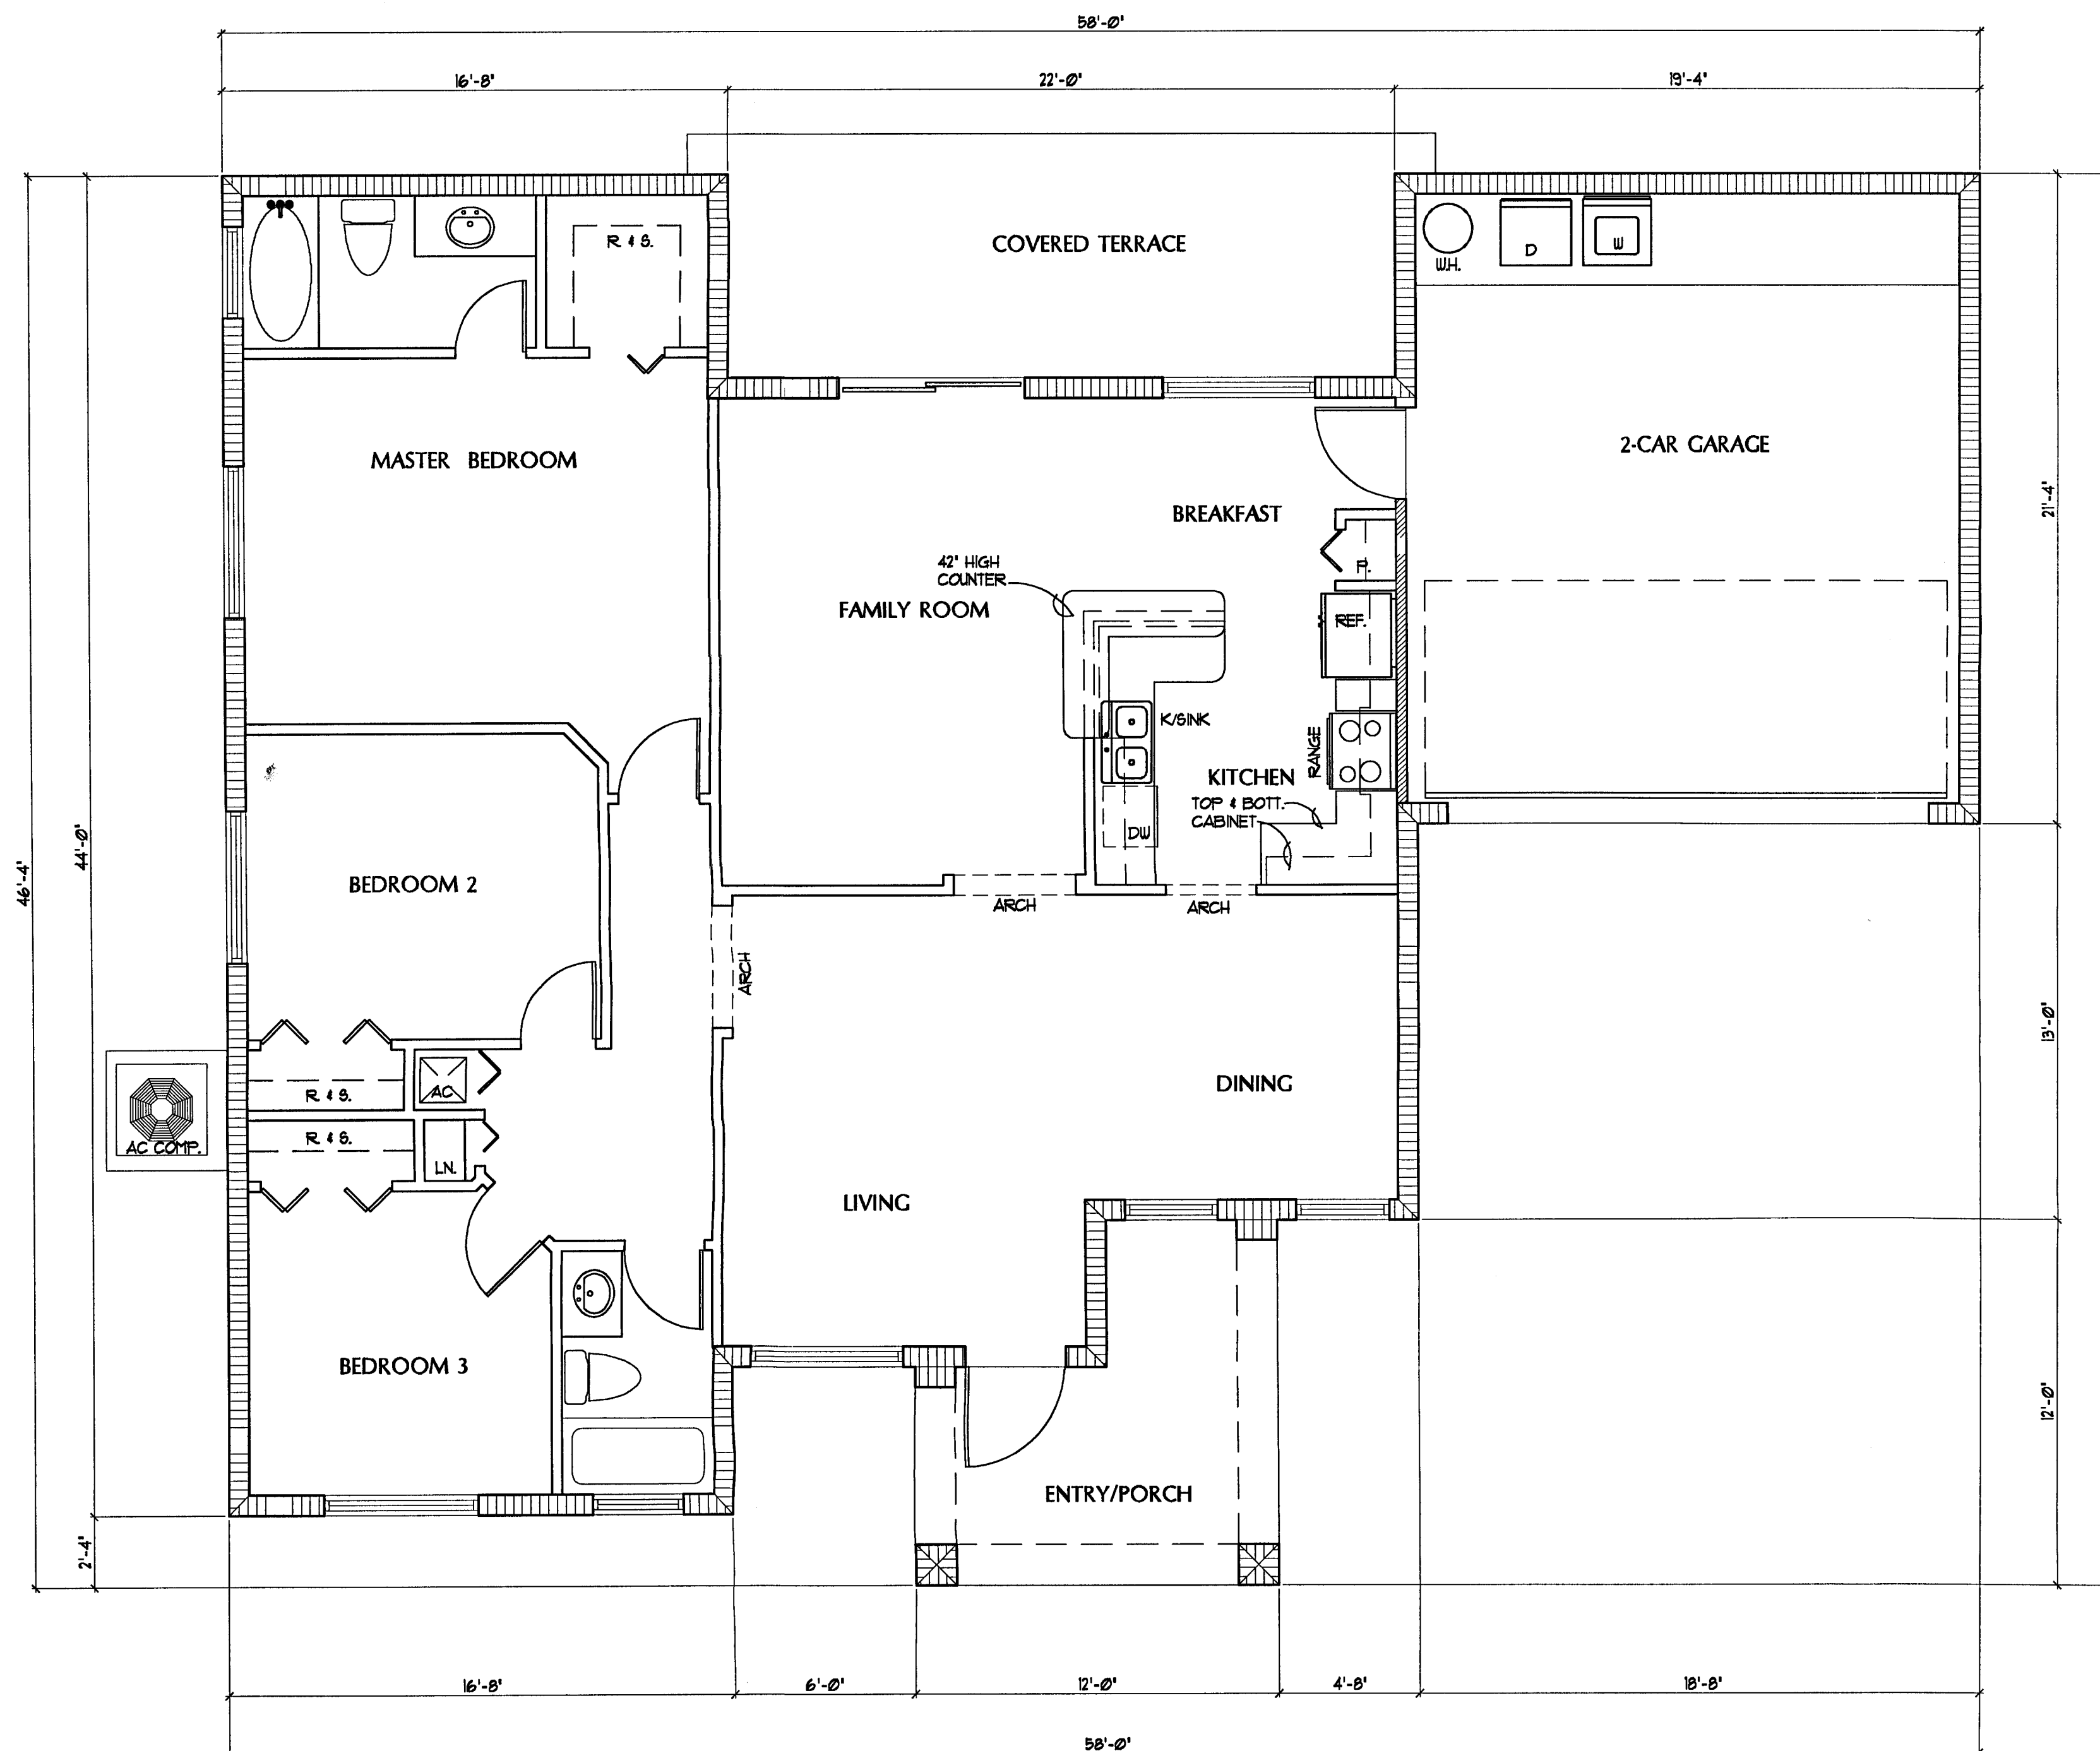 58'-0"
16'-8"
22'-0"
19'-4"
R & S.
COVERED TERRACE
W.H.
D
W
MASTER BEDROOM
2-CAR GARAGE
21'-4"
BREAKFAST
42" HIGH
COUNTER
P.
FAMILY ROOM
REF.
K/SINK
RANGE
KITCHEN
TOP & BOTT.
CABINET
DW
44'-0"
46'-4"
BEDROOM 2
ARCH
ARCH
ARCH
13'-0"
DINING
AC
R & S.
R & S.
AC COMP.
LN.
LIVING
BEDROOM 3
12'-0"
ENTRY/PORCH
2'-4"
16'-8"
6'-0"
12'-0"
4'-8"
18'-8"
58'-0"